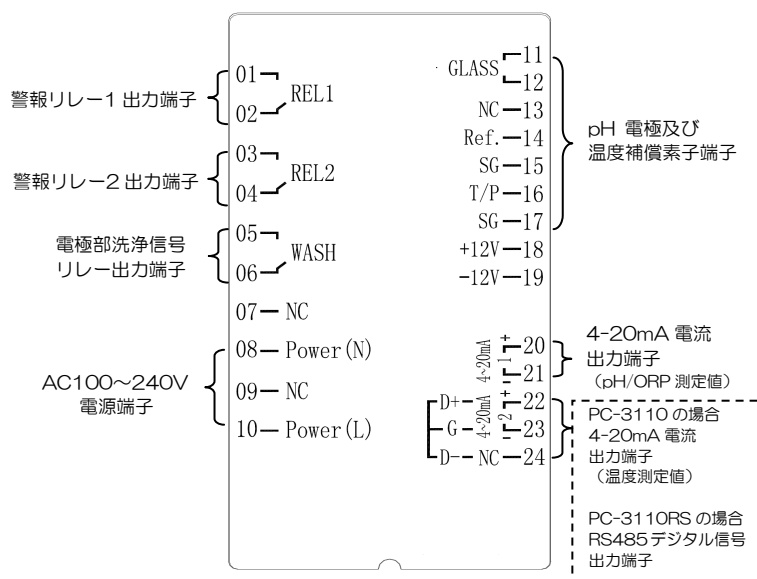 警報リレー1 出力端子
警報リレー2 出力端子
電極部洗浄信号
リレー出力端子
AC100～240V
電源端子
01
02
REL1
03
04
REL2
05
06
WASH
07 NC
08 Power(N)
09 NC
10 Power(L)
GLASS
11
12
NC 13
Ref. 14
SG 15
T/P 16
SG 17
+12V 18
-12V 19
4~20mA 1
+ 20
- 21
D+ 4~20mA 2 + 22
G - 23
D- NC 24
pH 電極及び
温度補償素子端子
4-20mA 電流
出力端子
（pH/ORP 測定値）
PC-3110 の場合
4-20mA 電流
出力端子
（温度測定値）
PC-3110RS の場合
RS485デジタル信号
出力端子